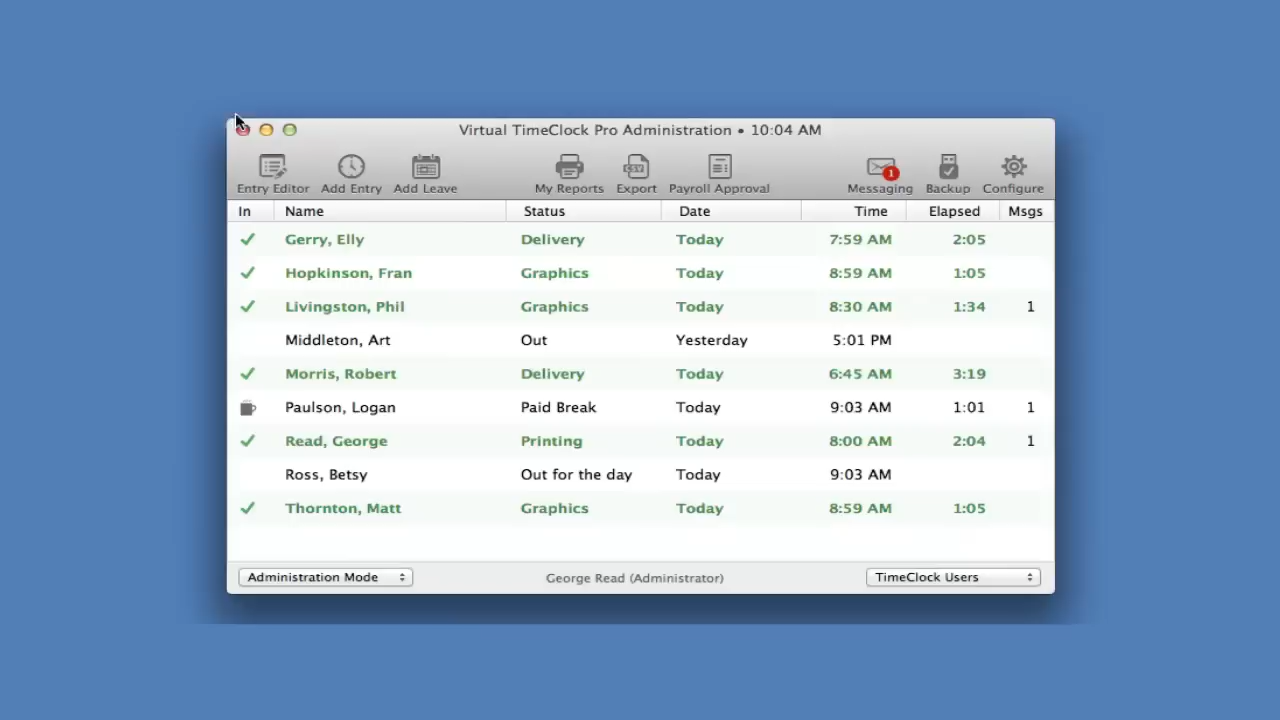 Virtual TimeClock Pro Administration • 10:04 AM
Entry Editor Add Entry Add Leave My Reports CSV Export Payroll Approval 1 Messaging Backup Configure
In Name Status Date Time Elapsed Msgs
Gerry, Elly Delivery Today 7:59 AM 2:05
Hopkinson, Fran Graphics Today 8:59 AM 1:05
Livingston, Phil Graphics Today 8:30 AM 1:34 1
Middleton, Art Out Yesterday 5:01 PM
Morris, Robert Delivery Today 6:45 AM 3:19
Paulson, Logan Paid Break Today 9:03 AM 1:01 1
Read, George Printing Today 8:00 AM 2:04 1
Ross, Betsy Out for the day Today 9:03 AM
Thornton, Matt Graphics Today 8:59 AM 1:05
Administration Mode George Read (Administrator) TimeClock Users